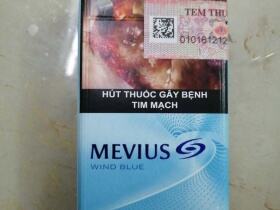 TEM THU
010161212
HÚT THUỐC GÂY BỆNH
TIM MẠCH
MEVIUS
WIND BLUE